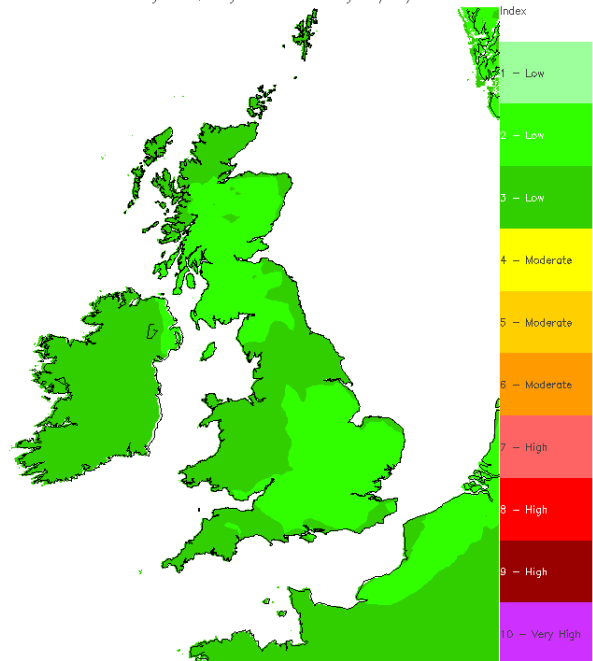 Index
1 – Low
2 – Low
3 – Low
4 – Moderate
5 – Moderate
6 – Moderate
7 – High
8 – High
9 – High
10 – Very High